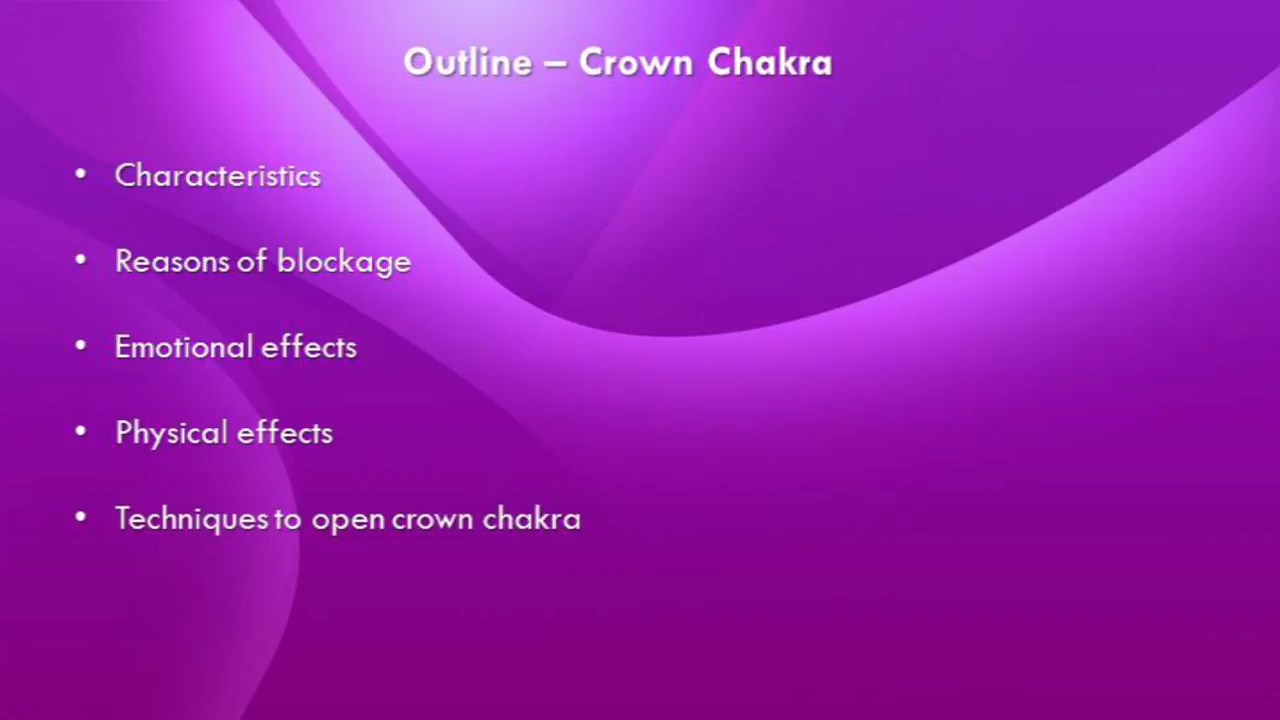 Outline – Crown Chakra
• Characteristics
• Reasons of blockage
• Emotional effects
• Physical effects
• Techniques to open crown chakra